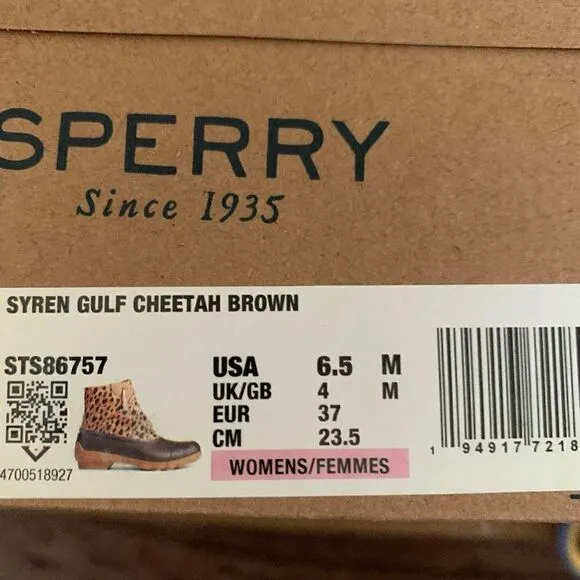 SPERRY
Since 1935
SYREN GULF CHEETAH BROWN
STS86757
USA 6.5 M
UK/GB 4 M
EUR 37
CM 23.5
WOMENS/FEMMES
4700518927
1 94917 7218